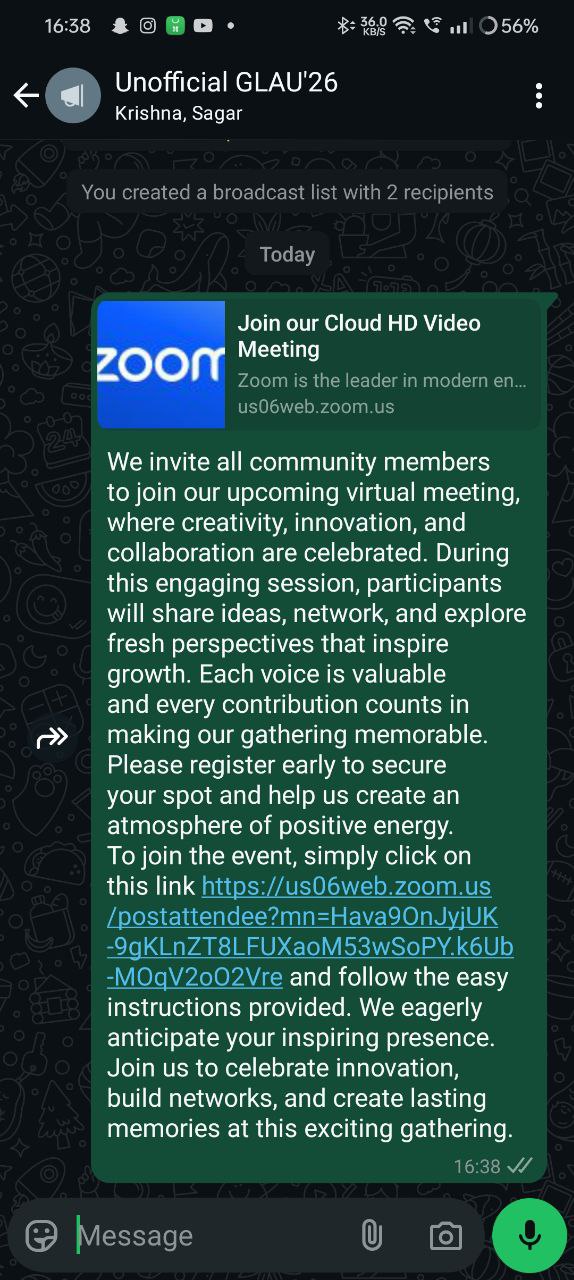 16:38
36.0
KB/S
56%
Unofficial GLAU'26
Krishna, Sagar
You created a broadcast list with 2 recipients
Today
zoom
Join our Cloud HD Video
Meeting
Zoom is the leader in modern en...
us06web.zoom.us
We invite all community members
to join our upcoming virtual meeting,
where creativity, innovation, and
collaboration are celebrated. During
this engaging session, participants
will share ideas, network, and explore
fresh perspectives that inspire
growth. Each voice is valuable
and every contribution counts in
making our gathering memorable.
Please register early to secure
your spot and help us create an
atmosphere of positive energy.
To join the event, simply click on
this link https://us06web.zoom.us
/postattendee?mn=Hava9OnJyjUK
-9gKLnZT8LFUXaoM53wSoPY.k6Ub
-MOqV2oO2Vre and follow the easy
instructions provided. We eagerly
anticipate your inspiring presence.
Join us to celebrate innovation,
build networks, and create lasting
memories at this exciting gathering.
16:38
Message